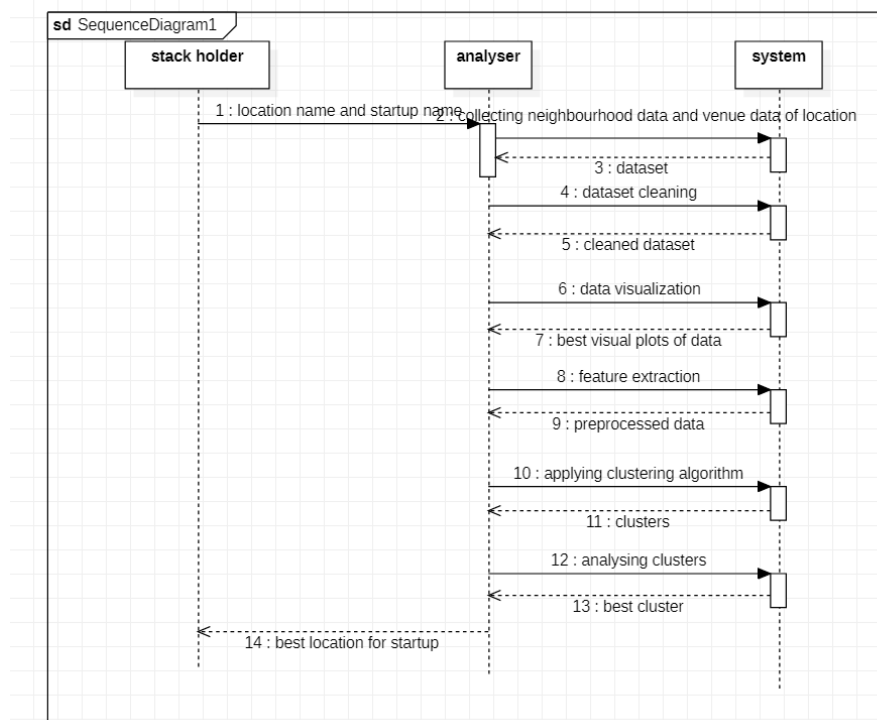 sd SequenceDiagram1
stack holder
analyser
system
1 : location name and startup name
2 : collecting neighbourhood data and venue data of location
3 : dataset
4 : dataset cleaning
5 : cleaned dataset
6 : data visualization
7 : best visual plots of data
8 : feature extraction
9 : preprocessed data
10 : applying clustering algorithm
11 : clusters
12 : analysing clusters
13 : best cluster
14 : best location for startup